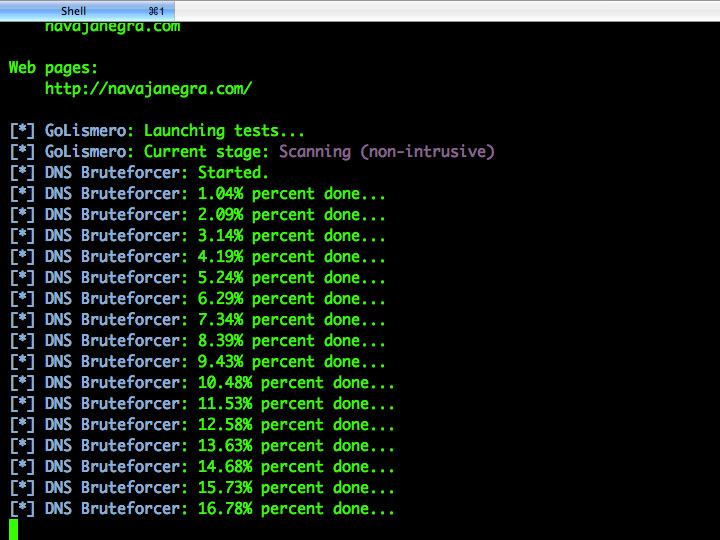 Shell ⌘1
navajanegra.com
Web pages:
http://navajanegra.com/
[*] GoLismero: Launching tests...
[*] GoLismero: Current stage: Scanning (non-intrusive)
[*] DNS Bruteforcer: Started.
[*] DNS Bruteforcer: 1.04% percent done...
[*] DNS Bruteforcer: 2.09% percent done...
[*] DNS Bruteforcer: 3.14% percent done...
[*] DNS Bruteforcer: 4.19% percent done...
[*] DNS Bruteforcer: 5.24% percent done...
[*] DNS Bruteforcer: 6.29% percent done...
[*] DNS Bruteforcer: 7.34% percent done...
[*] DNS Bruteforcer: 8.39% percent done...
[*] DNS Bruteforcer: 9.43% percent done...
[*] DNS Bruteforcer: 10.48% percent done...
[*] DNS Bruteforcer: 11.53% percent done...
[*] DNS Bruteforcer: 12.58% percent done...
[*] DNS Bruteforcer: 13.63% percent done...
[*] DNS Bruteforcer: 14.68% percent done...
[*] DNS Bruteforcer: 15.73% percent done...
[*] DNS Bruteforcer: 16.78% percent done...